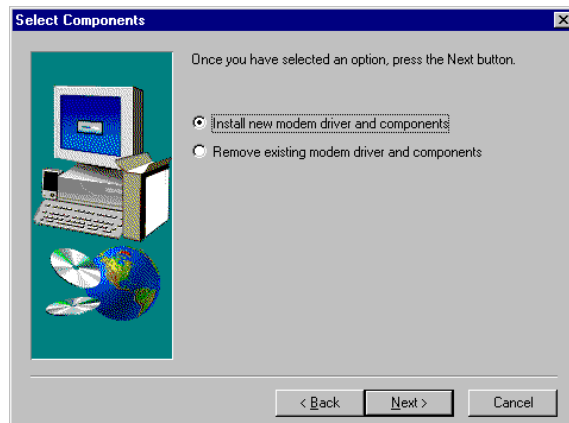 Select Components
Once you have selected an option, press the Next button.
Install new modem driver and components
Remove existing modem driver and components
< Back
Next >
Cancel